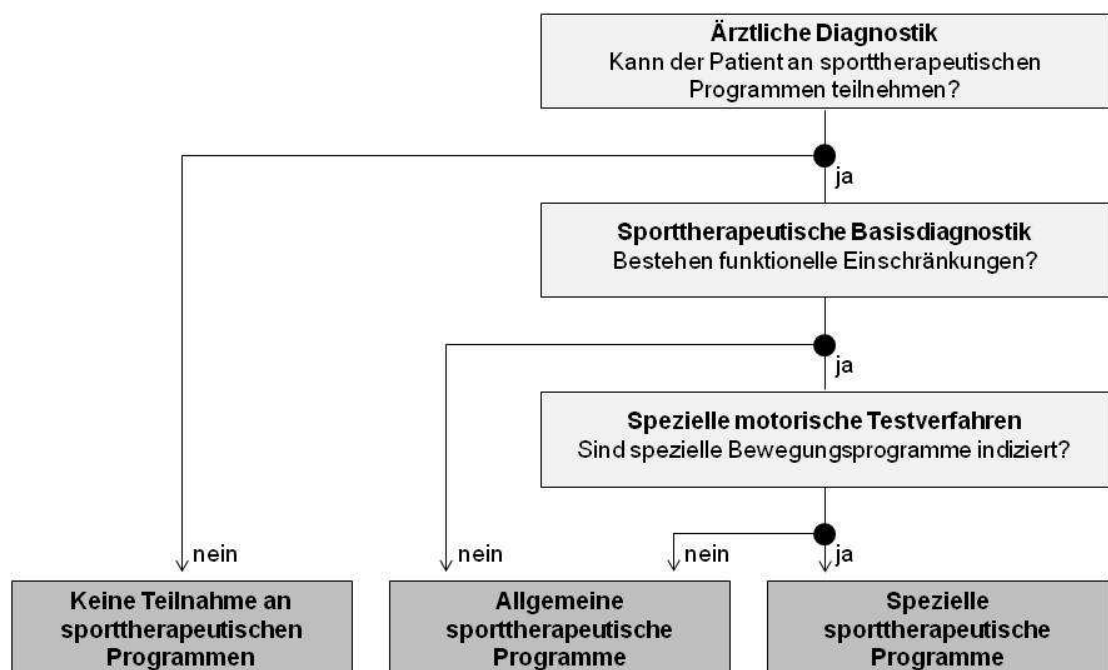 Ärztliche Diagnostik
Kann der Patient an sporttherapeutischen
Programmen teilnehmen?
ja
Sporttherapeutische Basisdiagnostik
Bestehen funktionelle Einschränkungen?
ja
Spezielle motorische Testverfahren
Sind spezielle Bewegungsprogramme indiziert?
nein
nein
nein
ja
Keine Teilnahme an
sporttherapeutischen
Programmen
Allgemeine
sporttherapeutische
Programme
Spezielle
sporttherapeutische
Programme